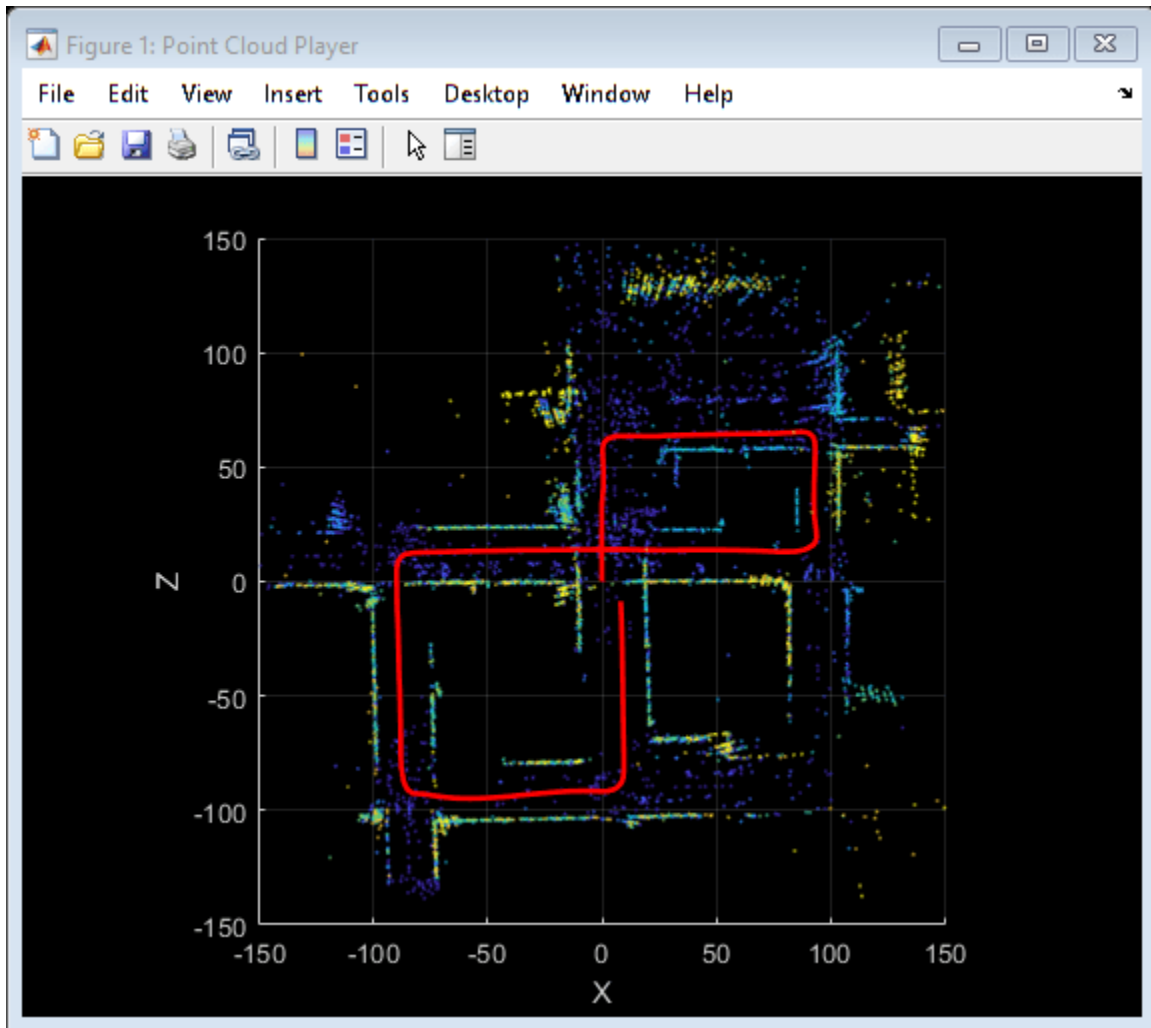 Figure 1: Point Cloud Player
File Edit View Insert Tools Desktop Window Help
150
100
50
0
-50
-100
-150
Z
-150 -100 -50 0 50 100 150
X